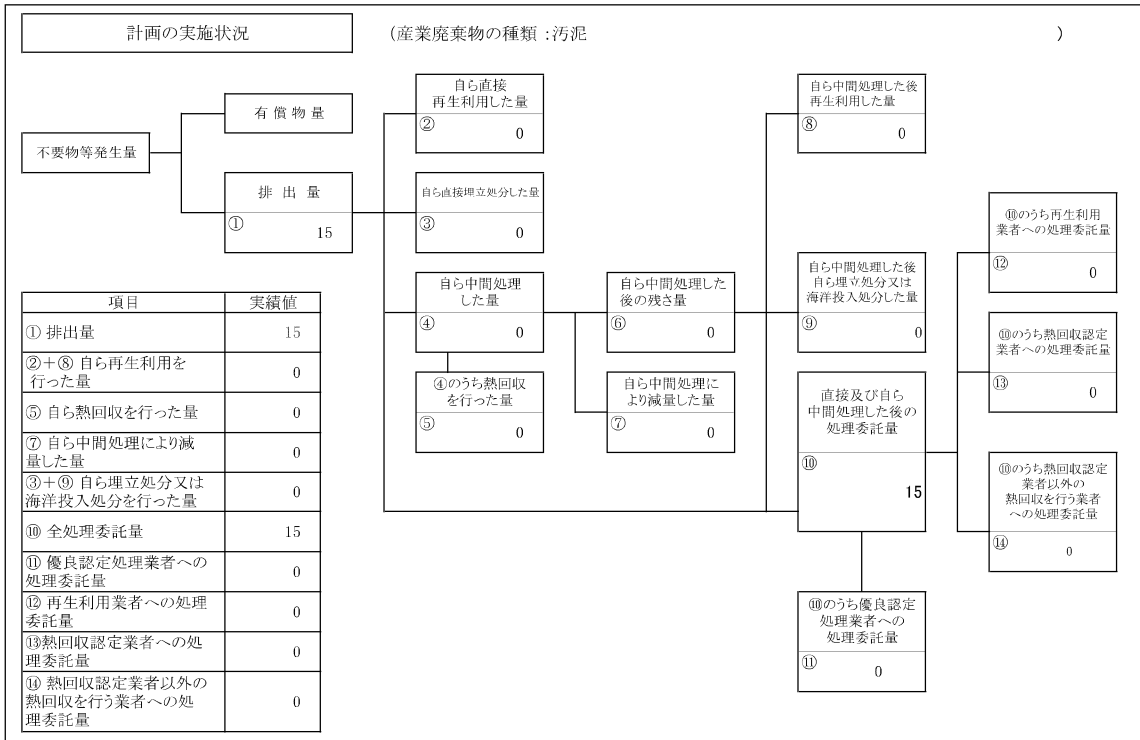 計画の実施状況
(産業廃棄物の種類：汚泥 )
不要物等発生量
有 償 物 量
排 出 量
①
15
自ら直接
再生利用した量
②
0
自ら直接埋立処分した量
③
0
自ら中間処理
した量
④
0
④のうち熱回収
を行った量
⑤
0
自ら中間処理した
後の残さ量
⑥
0
自ら中間処理に
より減量した量
⑦
0
自ら中間処理した後
再生利用した量
⑧
0
自ら中間処理した後
自ら埋立処分又は
海洋投入処分した量
⑨
0
直接及び自ら
中間処理した後の
処理委託量
⑩
15
⑩のうち優良認定
処理業者への
処理委託量
⑪
0
⑩のうち再生利用
業者への処理委託量
⑫
0
⑩のうち熱回収認定
業者への処理委託量
⑬
0
⑩のうち熱回収認定
業者以外の
熱回収を行う業者
への処理委託量
⑭
0
項目 実績値
① 排出量 15
②＋⑧ 自ら再生利用を
行った量 0
⑤ 自ら熱回収を行った量 0
⑦ 自ら中間処理により減
量した量 0
③＋⑨ 自ら埋立処分又は
海洋投入処分を行った量 0
⑩ 全処理委託量 15
⑪ 優良認定処理業者への
処理委託量 0
⑫ 再生利用業者への処理
委託量 0
⑬熱回収認定業者への処
理委託量 0
⑭ 熱回収認定業者以外の
熱回収を行う業者への処
理委託量 0